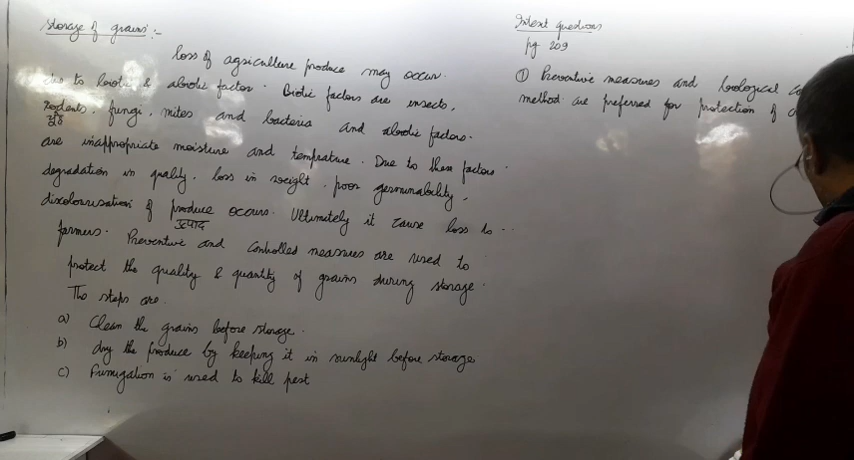 Storage of grains :-
loss of agriculture produce may occur.
due to biotic & abiotic factor. Biotic factors are insects,
rodents, fungi, mites and bacteria and abiotic factors.
are inappropriate moisture and temprature. Due to these factors
degradation in quality, loss in weight, poor germinability,
discolourisation of produce occurs. Ultimately it cause loss to
उत्पाद
farmers. Preventive and Controlled measures are used to
protect the quality & quantity of grains during storage.
The steps are.
a) Clean the grains before storage.
b) dry the produce by keeping it in sunlight before storage
c) Fumigation is used to kill pest
Intext questions
pg 209
① Preventive measures and biological
method are preferred for protection of